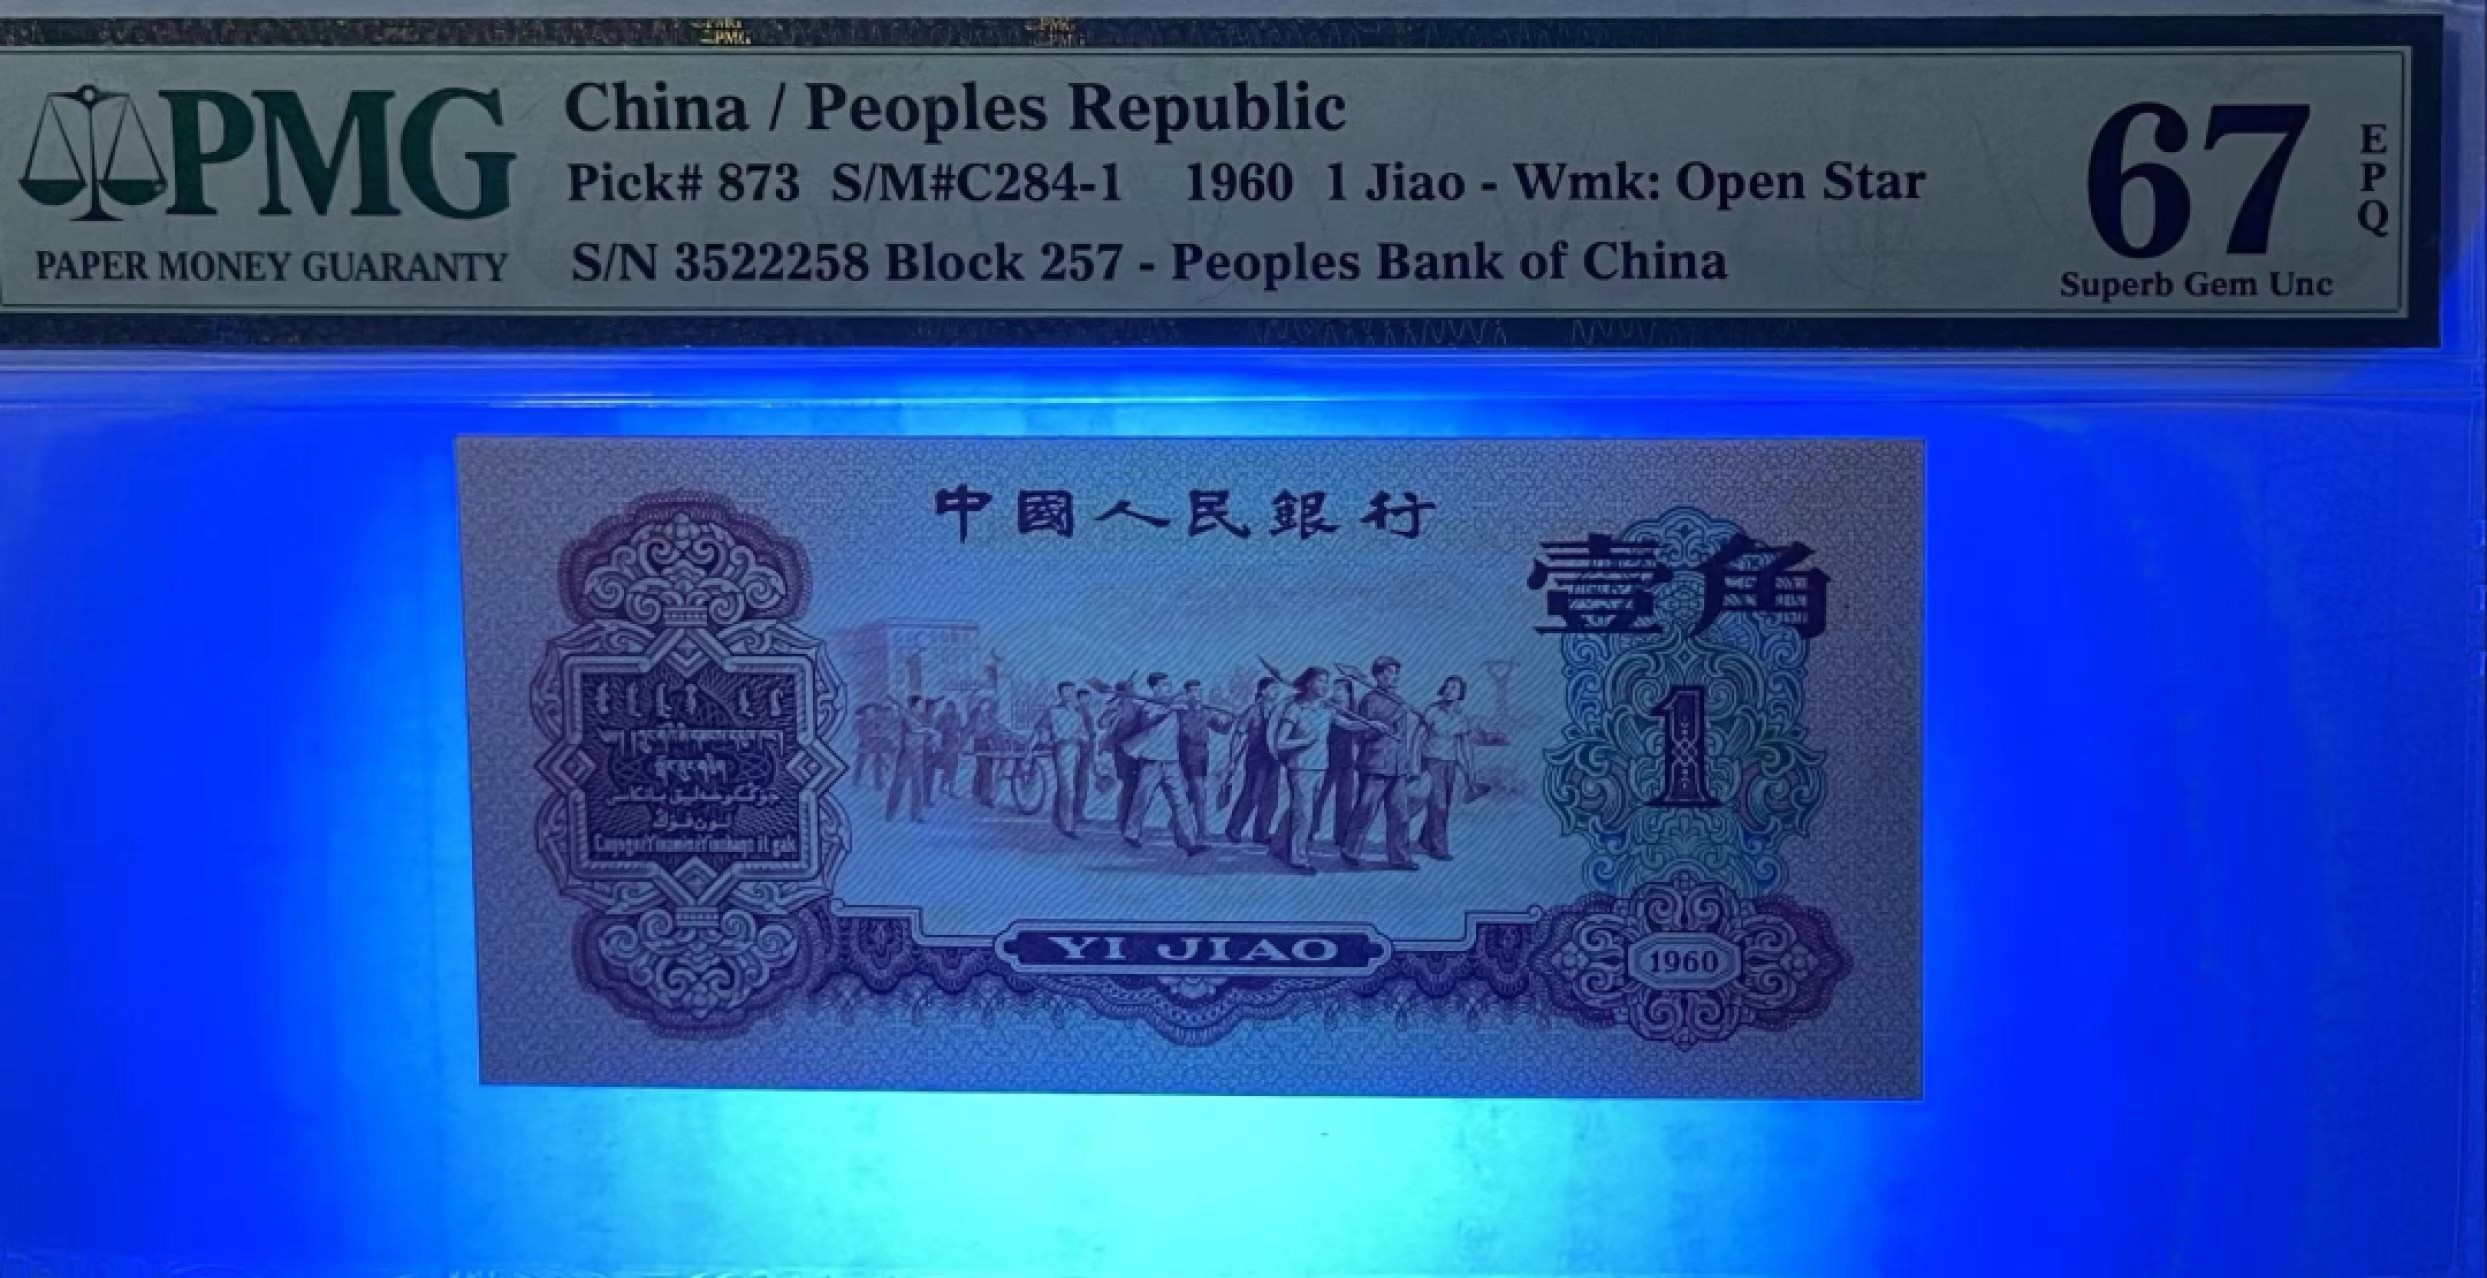 PMG
PAPER MONEY GUARANTY
China / Peoples Republic
Pick# 873 S/M#C284-1 1960 1 Jiao - Wmk: Open Star
S/N 3522258 Block 257 - Peoples Bank of China
67
EPQ
Superb Gem Unc
中國人民銀行
壹角
1
YI JIAO
1960